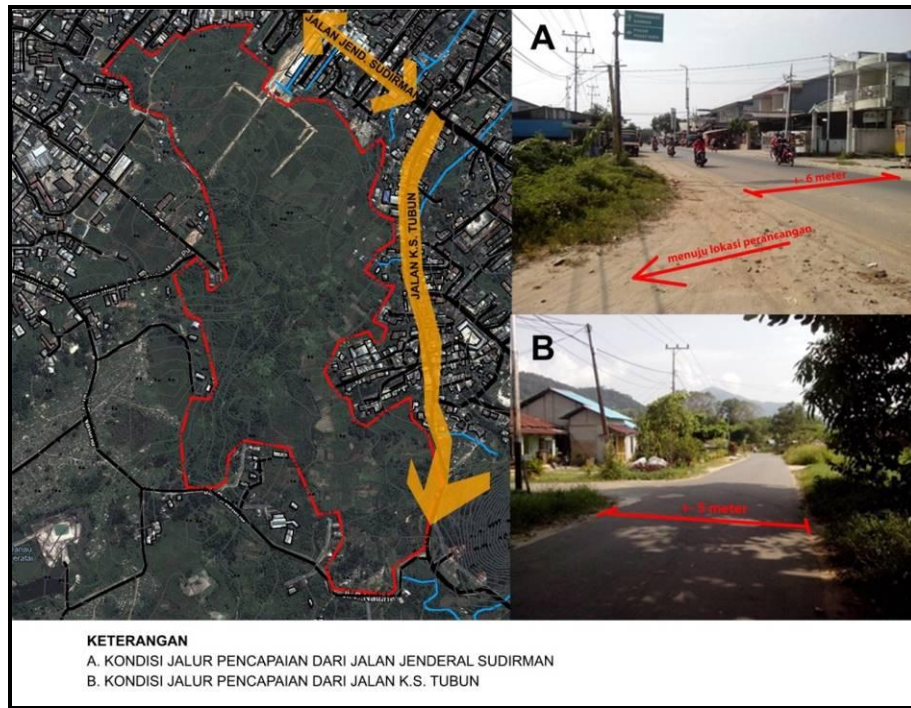 JALAN JEND. SUDIRMAN
JALAN K.S. TUBUN
A
+- 6 meter
menuju lokasi perancangan
B
+- 5 meter
KETERANGAN
A. KONDISI JALUR PENCAPAIAN DARI JALAN JENDERAL SUDIRMAN
B. KONDISI JALUR PENCAPAIAN DARI JALAN K.S. TUBUN